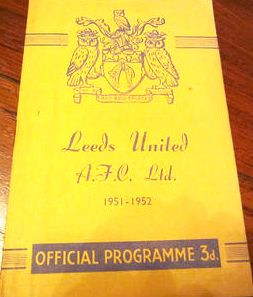 Leeds United
A.F.C. Ltd.
1951-1952
OFFICIAL PROGRAMME 3d.